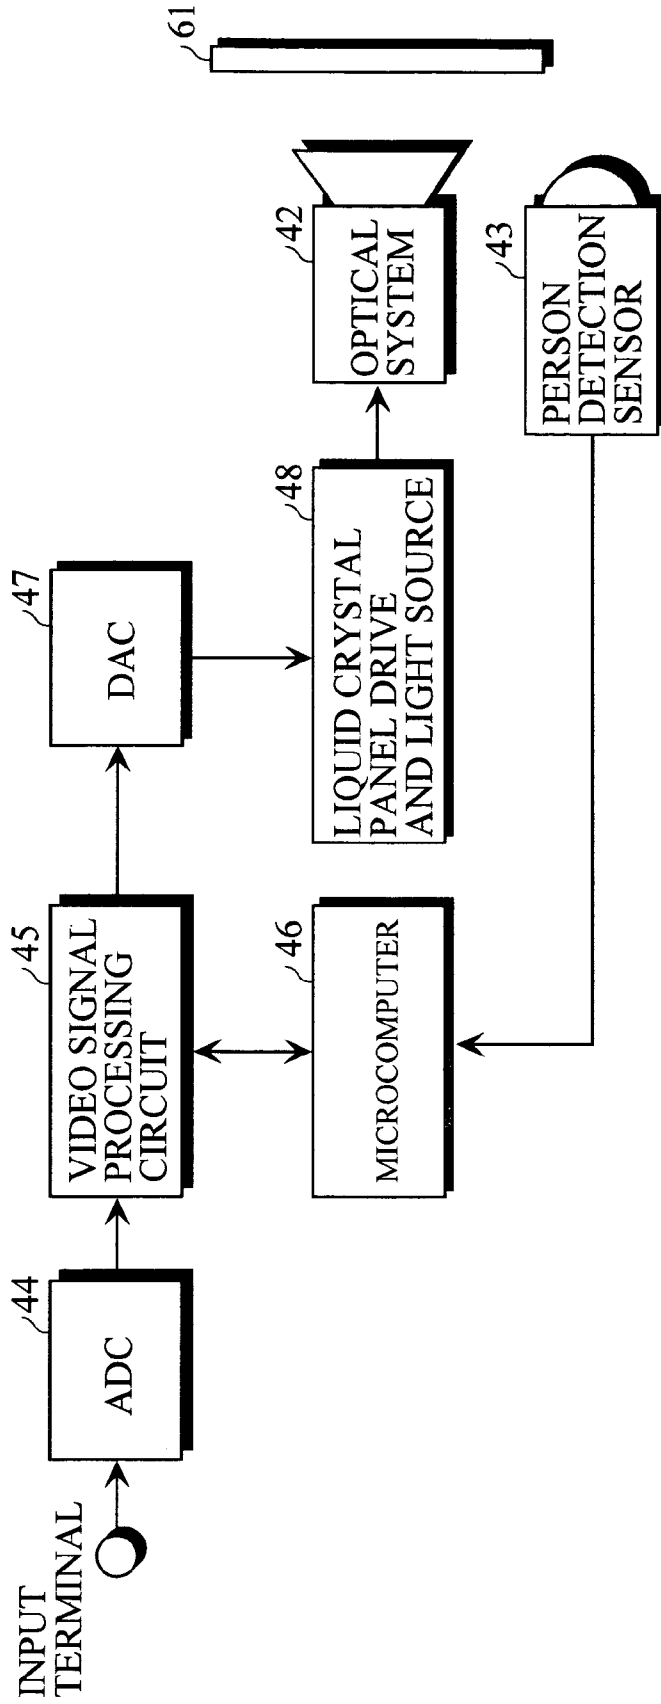 INPUT
TERMINAL
44
ADC
45
VIDEO SIGNAL
PROCESSING
CIRCUIT
47
DAC
46
MICROCOMPUTER
48
LIQUID CRYSTAL
PANEL DRIVE
AND LIGHT SOURCE
42
OPTICAL
SYSTEM
61
43
PERSON
DETECTION
SENSOR